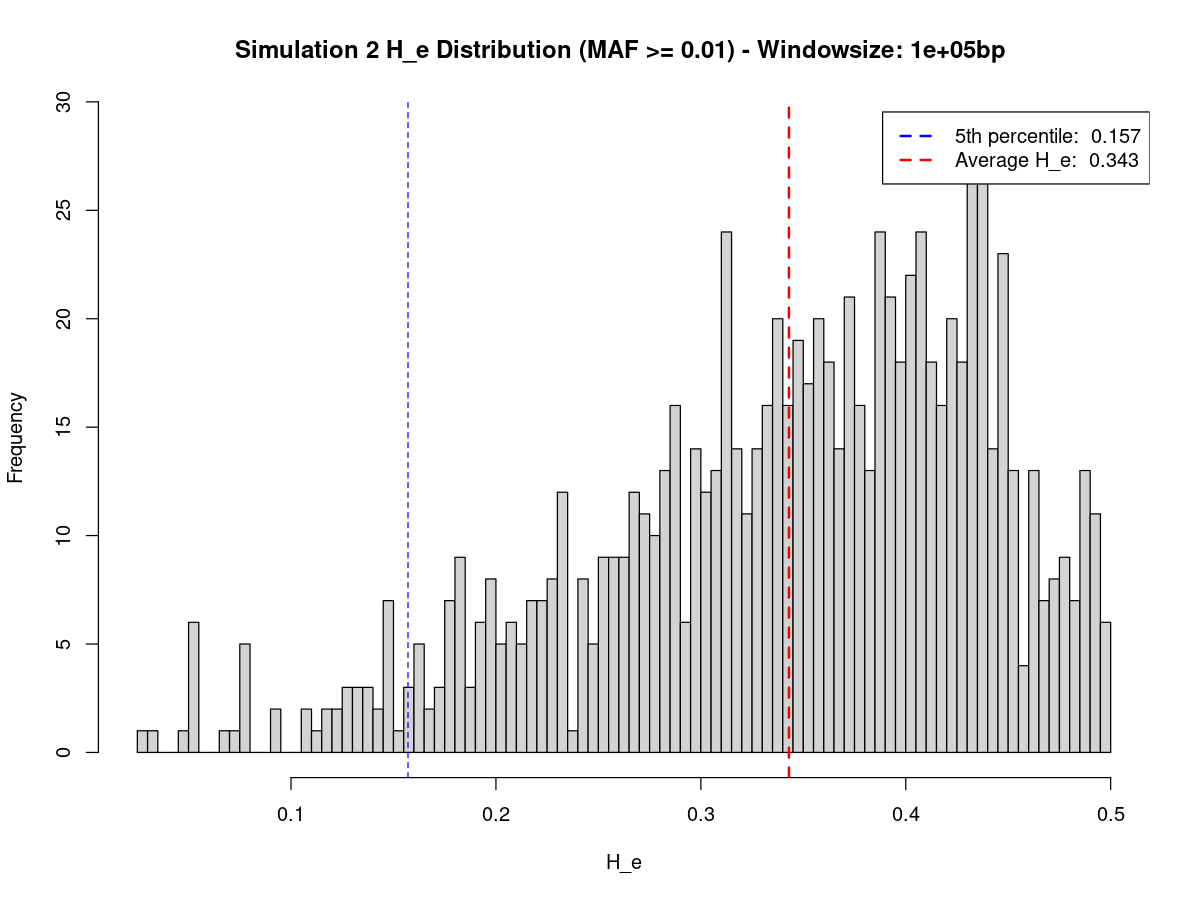 Simulation 2 H_e Distribution (MAF >= 0.01) - Windowsize: 1e+05bp
5th percentile: 0.157
Average H_e: 0.343
Frequency
30
25
20
15
10
5
0
0.1 0.2 0.3 0.4 0.5
H_e